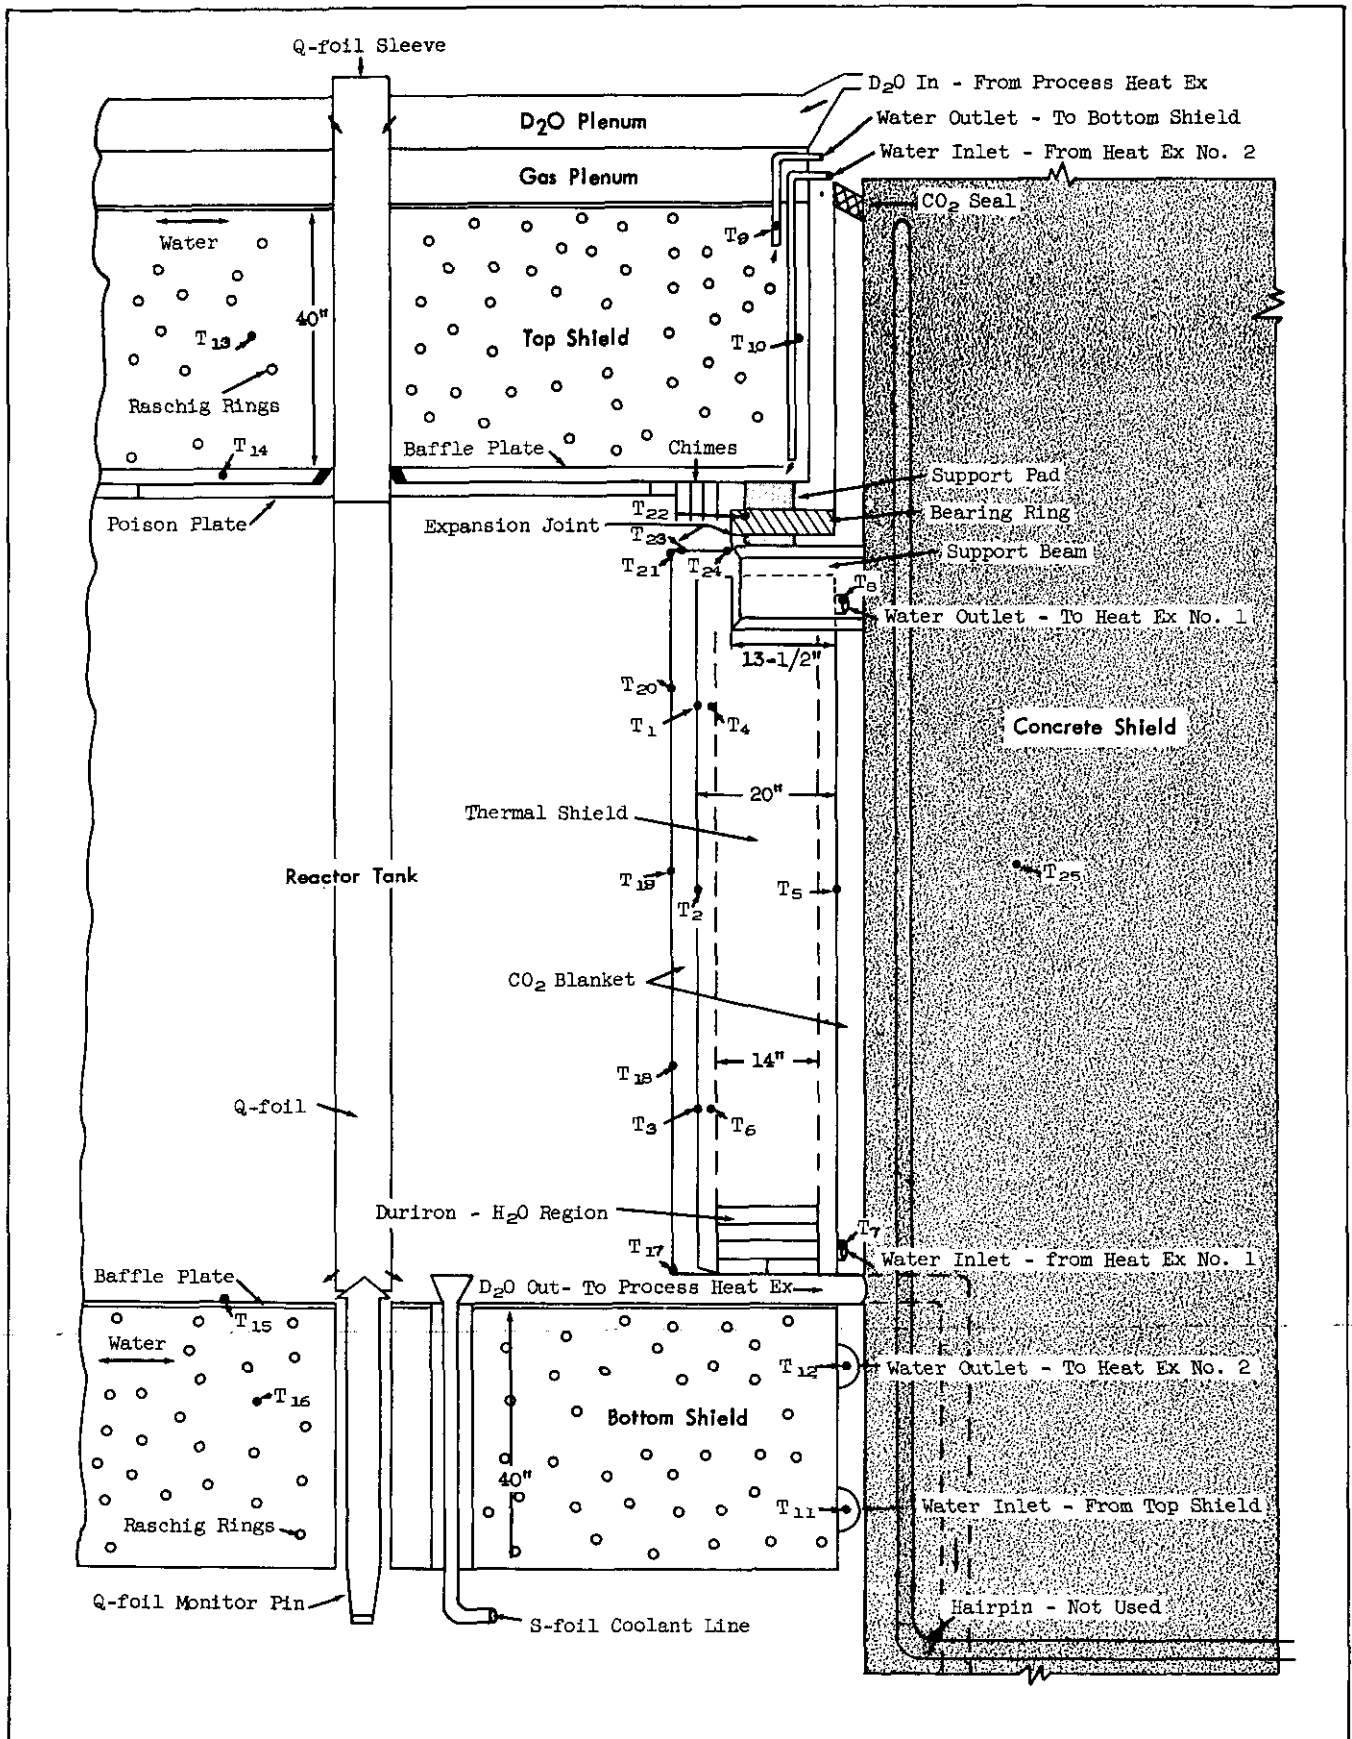 Q-foil Sleeve
D₂O In - From Process Heat Ex
Water Outlet - To Bottom Shield
D₂O Plenum
Water Inlet - From Heat Ex No. 2
Gas Plenum
CO₂ Seal
Water
T₉
40"
T₁₃
Top Shield
T₁₀
Raschig Rings
T₁₄
Baffle Plate
Chimes
Support Pad
Poison Plate
T₂₂
Bearing Ring
Expansion Joint
T₂₃
T₂₁
T₂₄
Support Beam
T₈
Water Outlet - To Heat Ex No. 1
13-1/2"
T₂₀
T₁
T₄
Concrete Shield
20"
Thermal Shield
Reactor Tank
T₁₉
T₂
T₅
T₂₅
CO₂ Blanket
14"
T₁₈
Q-foil
T₃
T₆
Duriron - H₂O Region
T₇
T₁₇
Water Inlet - from Heat Ex No. 1
Baffle Plate
D₂O Out- To Process Heat Ex
T₁₅
Water
T₁₂
Water Outlet - To Heat Ex No. 2
T₁₆
Bottom Shield
40"
T₁₁
Water Inlet - From Top Shield
Raschig Rings
Q-foil Monitor Pin
Hairpin - Not Used
S-foil Coolant Line